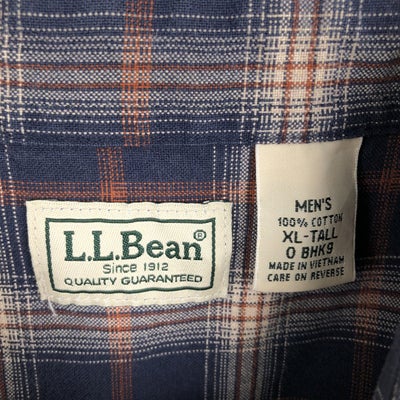 L.L.Bean®
Since 1912
QUALITY GUARANTEED
MEN'S
100% COTTON
XL-TALL
0 BHK9
MADE IN VIETNAM
CARE ON REVERSE